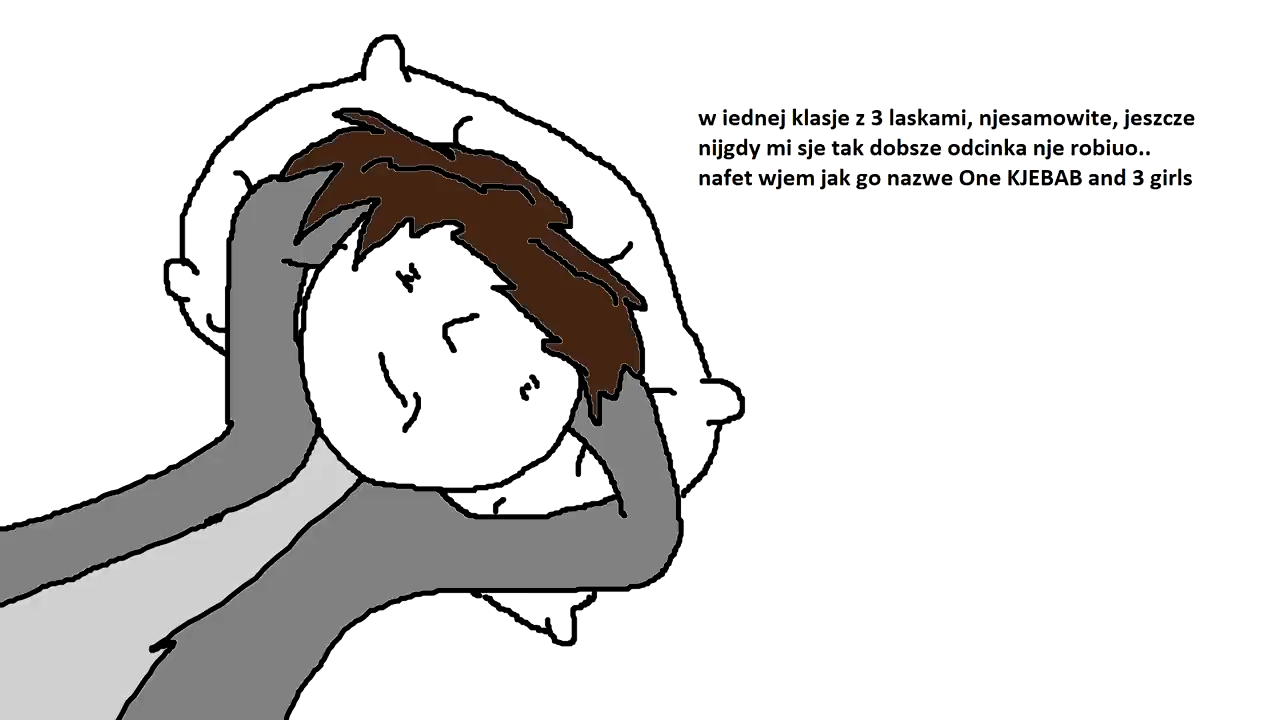 w iednej klasje z 3 laskami, njesamowite, jeszcze
nijgdy mi sje tak dobsze odcinka nje robiuo..
nafet wjem jak go nazwe One KJEBAB and 3 girls